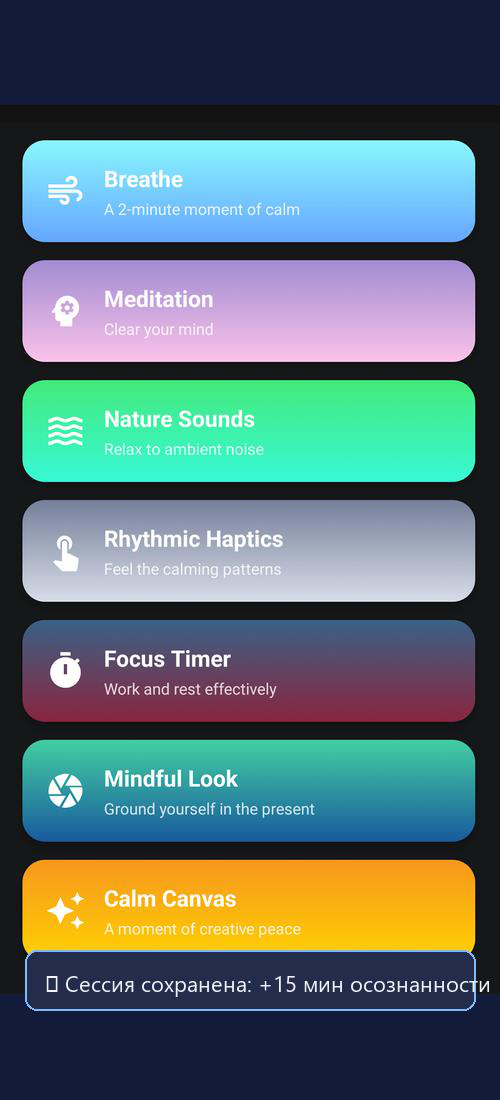 Breathe
A 2-minute moment of calm
Meditation
Clear your mind
Nature Sounds
Relax to ambient noise
Rhythmic Haptics
Feel the calming patterns
Focus Timer
Work and rest effectively
Mindful Look
Ground yourself in the present
Calm Canvas
A moment of creative peace
Сессия сохранена: +15 мин осознанности